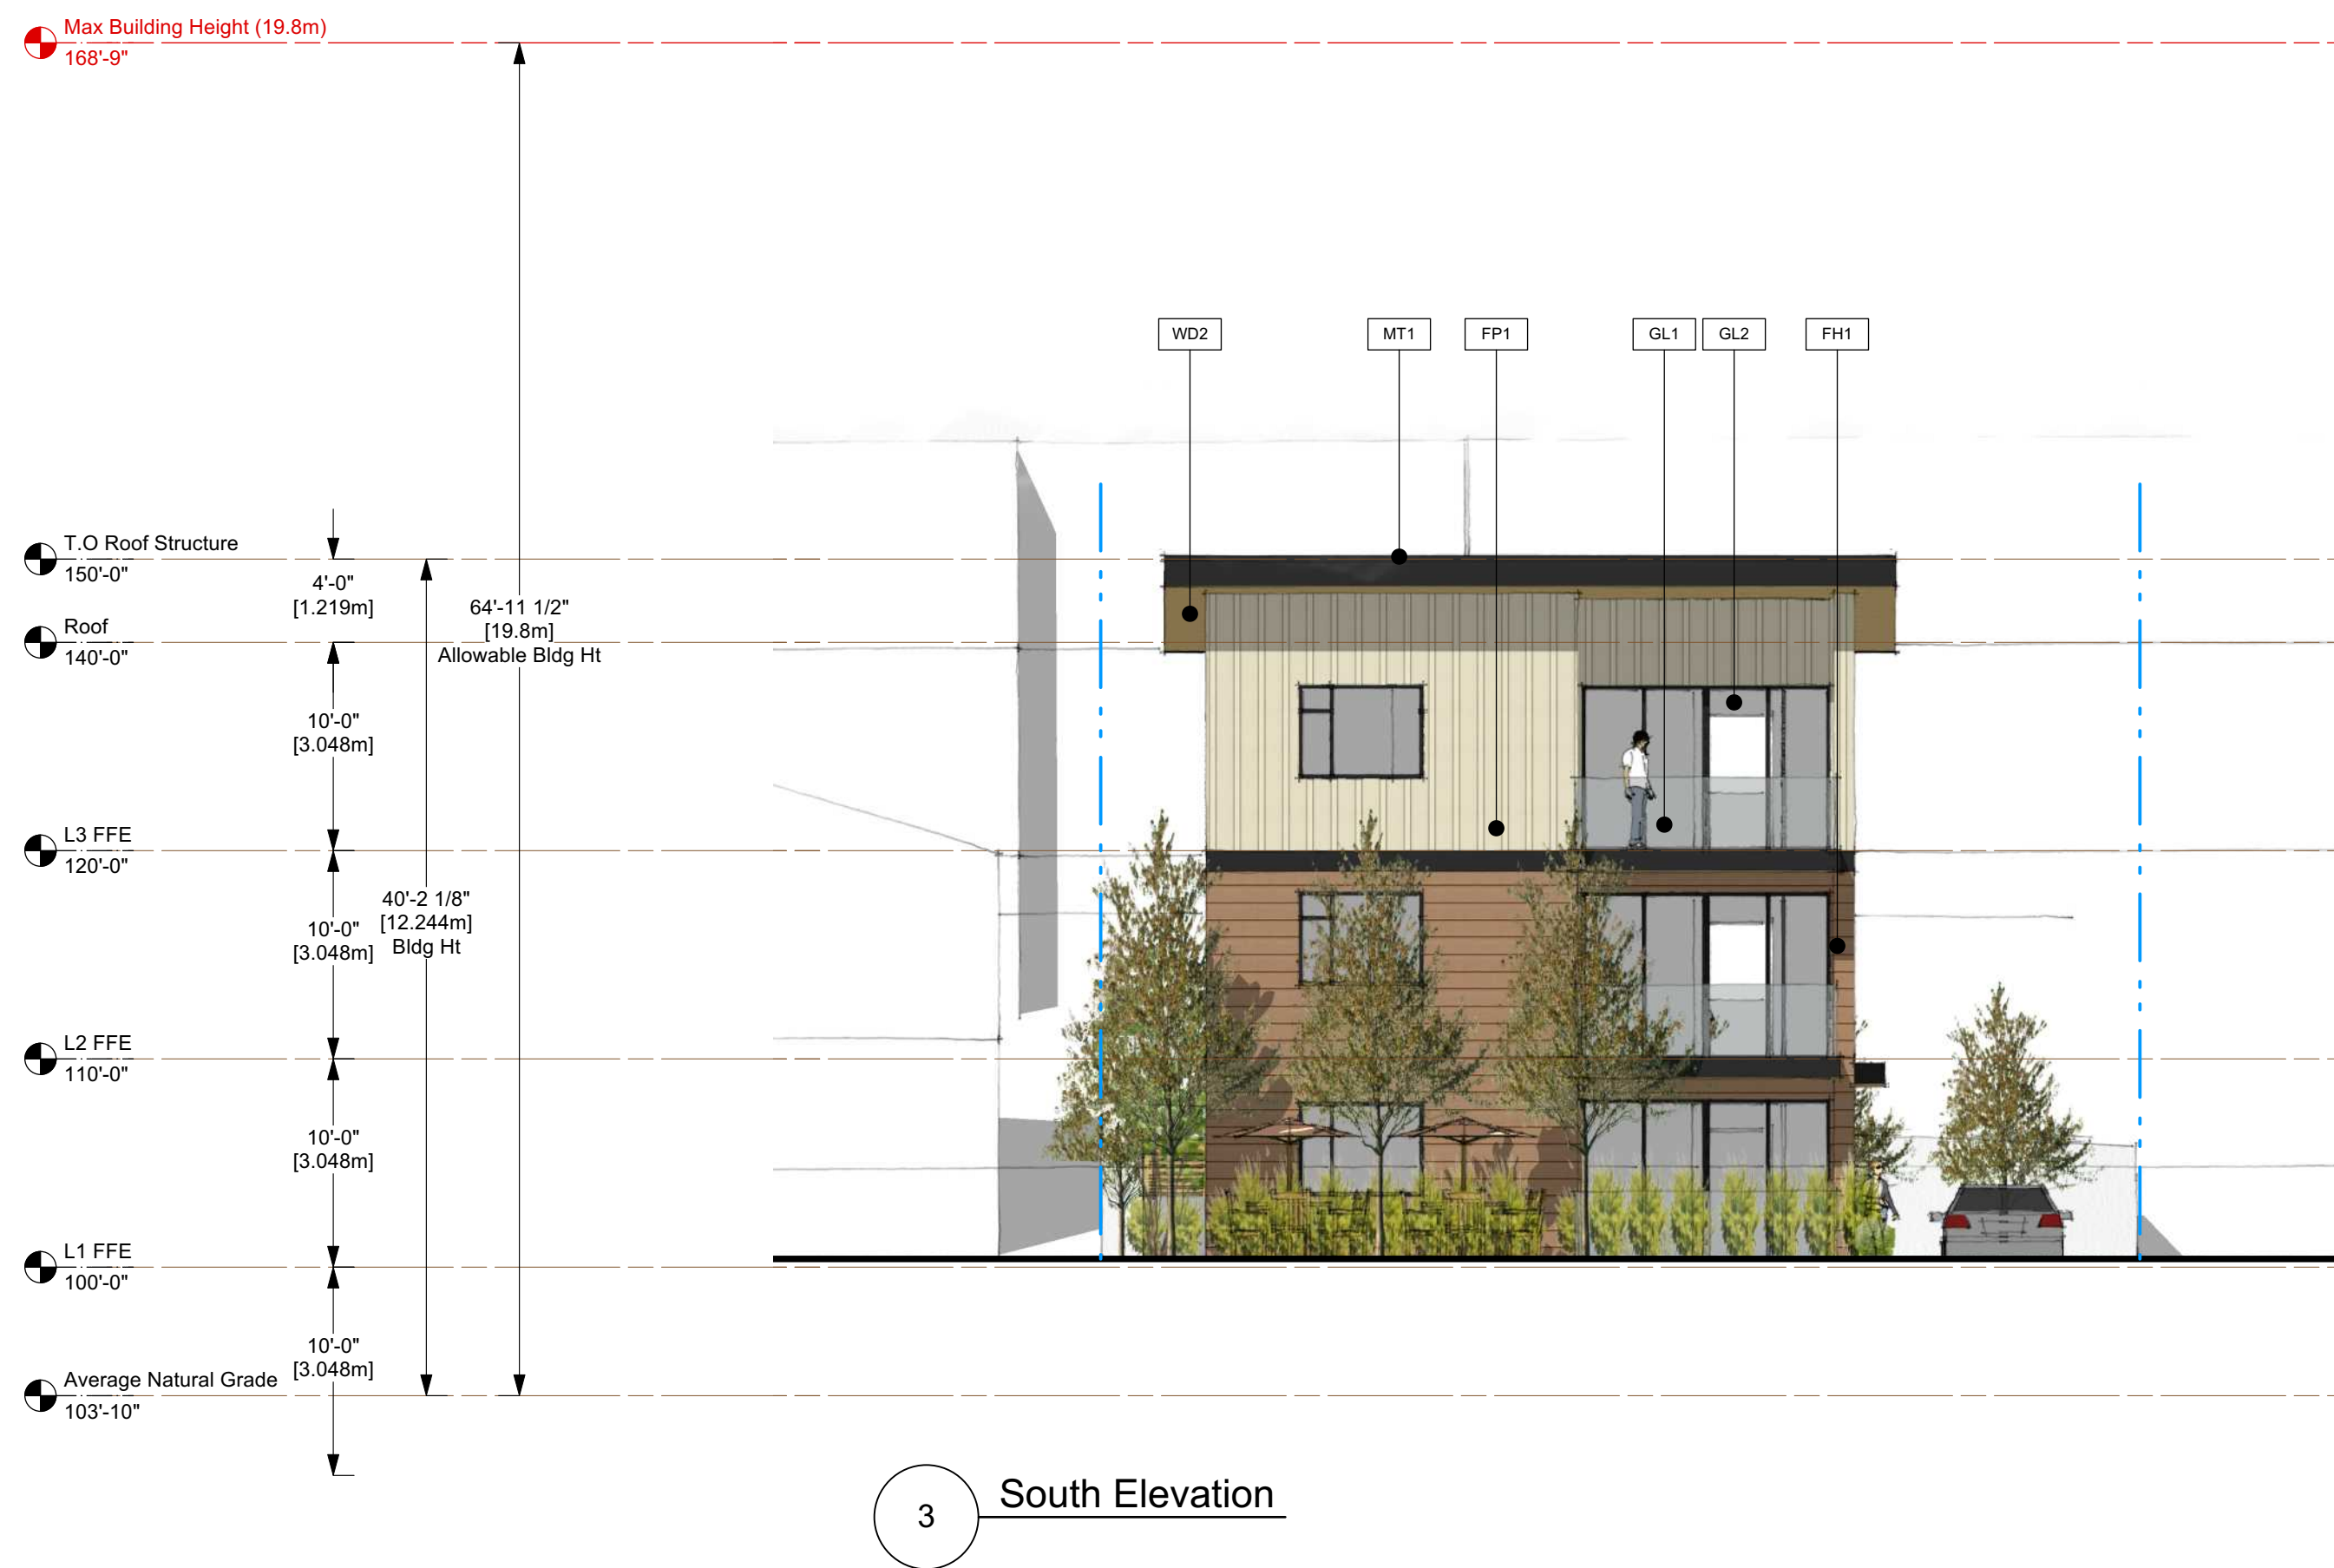 Max Building Height (19.8m)
168'-9"
WD2
MT1
FP1
GL1
GL2
FH1
T.O Roof Structure
150'-0"
4'-0"
[1.219m]
64'-11 1/2"
[19.8m]
Allowable Bldg Ht
Roof
140'-0"
10'-0"
[3.048m]
L3 FFE
120'-0"
40'-2 1/8"
[12.244m]
Bldg Ht
10'-0"
[3.048m]
L2 FFE
110'-0"
10'-0"
[3.048m]
L1 FFE
100'-0"
10'-0"
[3.048m]
Average Natural Grade
103'-10"
3
South Elevation